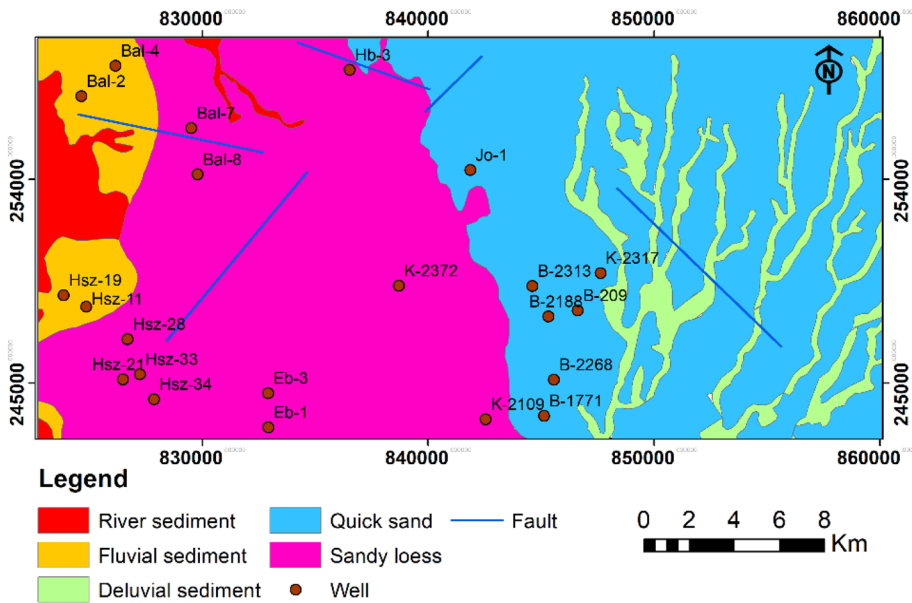 830000 840000 850000 860000
Bal-4
Hb-3
Bal-2
N
Bal-7
Jo-1
Bal-8
254000
254000
K-2317
K-2372
B-2313
Hsz-19
B-209
Hsz-11
B-2188
Hsz-28
Hsz-33
Hsz-21
B-2268
Eb-3
Hsz-34
K-2109
B-1771
Eb-1
245000
245000
830000 840000 850000 860000
Legend
River sediment Quick sand Fault
Fluvial sediment Sandy loess
Deluvial sediment Well
0 2 4 6 8
Km